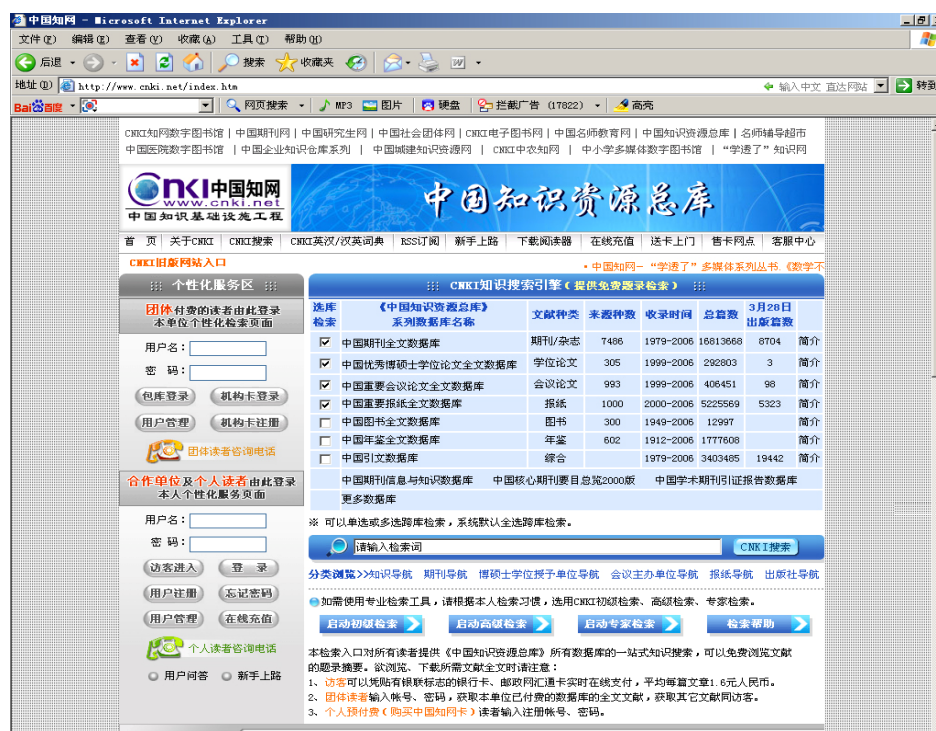 中国知网 - Microsoft Internet Explorer
文件(F) 编辑(E) 查看(V) 收藏(A) 工具(T) 帮助(H)
后退 搜索 收藏夹
地址(D) http://www.cnki.net/index.htm 输入中文 直达网站 转到
Bai百度 网页搜索 MP3 图片 硬盘 拦截广告 (17822) 高亮
CNKI知网数字图书馆 | 中国期刊网 | 中国研究生网 | 中国社会团体网 | CNKI电子图书网 | 中国名师教育网 | 中国知识资源总库 | 名师辅导超市
中国医院数字图书馆 | 中国企业知识仓库系列 | 中国城建知识资源网 | CNKI中农知网 | 中小学多媒体数字图书馆 | “学透了”知识网
cnki中国知网
www.cnki.net
中国知识基础设施工程
中国知识资源总库
首 页 关于CNKI CNKI搜索 CNKI英汉/汉英词典 RSS订阅 新手上路 下载阅读器 在线充值 送卡上门 售卡网点 客服中心
CNKI旧版网站入口
• 中国知网— “学透了”多媒体系列丛书《数学不
个性化服务区
团体付费的读者由此登录
本单位个性化检索页面
用户名：
密 码：
包库登录 机构卡登录
用户管理 机构卡注册
团体读者咨询电话
合作单位及个人读者由此登录
本人个性化服务页面
用户名：
密 码：
访客进入 登 录
用户注册 忘记密码
用户管理 在线充值
个人读者咨询电话
用户问答 新手上路
CNKI知识搜索引擎（提供免费题录检索）
选库检索 《中国知识资源总库》系列数据库名称 文献种类 来源种数 收录时间 总篇数 3月28日出版篇数
中国期刊全文数据库 期刊/杂志 7486 1979-2006 16813668 8704 简介
中国优秀博硕士学位论文全文数据库 学位论文 305 1999-2006 292803 3 简介
中国重要会议论文全文数据库 会议论文 993 1999-2006 406451 98 简介
中国重要报纸全文数据库 报纸 1000 2000-2006 5225569 5323 简介
中国图书全文数据库 图书 300 1949-2006 12997 简介
中国年鉴全文数据库 年鉴 602 1912-2006 1777608 简介
中国引文数据库 综合 1979-2006 3403485 19442 简介
中国期刊信息与知识数据库 中国核心期刊要目总览2000版 中国学术期刊引证报告数据库
更多数据库
※ 可以单选或多选跨库检索，系统默认全选跨库检索。
请输入检索词 CNKI搜索
分类浏览>>知识导航 期刊导航 博硕士学位授予单位导航 会议主办单位导航 报纸导航 出版社导航
如需使用专业检索工具，请根据本人检索习惯，选用CNKI初级检索、高级检索、专家检索。
启动初级检索 启动高级检索 启动专家检索 检索帮助
本检索入口对所有读者提供《中国知识资源总库》所有数据库的一站式知识搜索，可以免费浏览文献
的题录摘要。欲浏览、下载所需文献全文时请注意：
1、访客可以凭贴有银联标志的银行卡、邮政网汇通卡实时在线支付，平均每篇文章1.6元人民币。
2、团体读者输入帐号、密码，获取本单位已付费的数据库的全文文献，获取其它文献同访客。
3、个人预付费（购买中国知网卡）读者输入注册帐号、密码。